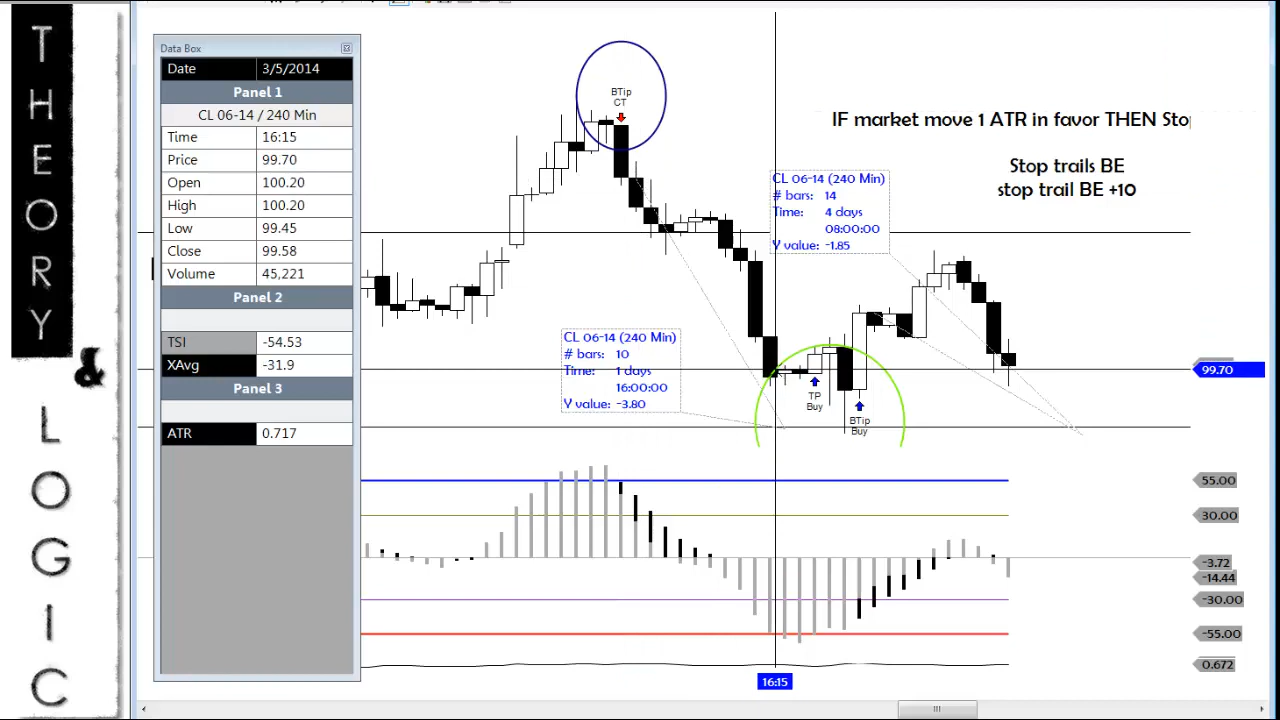 THEORY
&
LOGIC
Data Box
Date 3/5/2014
Panel 1
CL 06-14 / 240 Min
Time 16:15
Price 99.70
Open 100.20
High 100.20
Low 99.45
Close 99.58
Volume 45,221
Panel 2
TSI -54.53
XAvg -31.9
Panel 3
ATR 0.717
BTip
CT
IF market move 1 ATR in favor THEN Stop
Stop trails BE
stop trail BE +10
CL 06-14 (240 Min)
# bars: 14
Time: 4 days
08:00:00
Y value: -1.85
CL 06-14 (240 Min)
# bars: 10
Time: 1 days
16:00:00
Y value: -3.80
TP
Buy
BTip
Buy
99.70
55.00
30.00
-3.72
-14.44
-30.00
-55.00
0.672
16:15